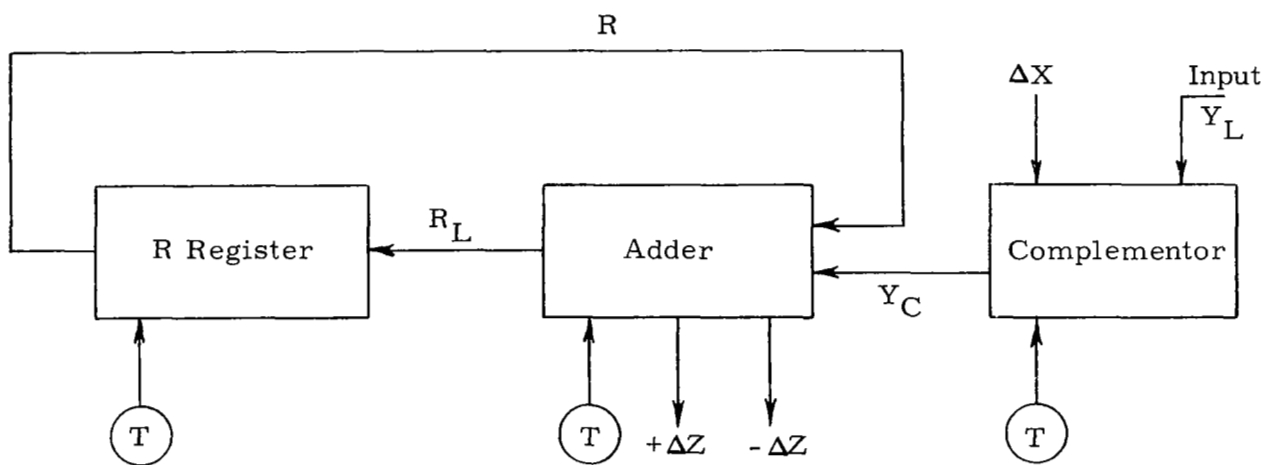 R
ΔX
Input
Y_L
R Register
R_L
Adder
Y_C
Complementor
T
T
+ΔZ
-ΔZ
T